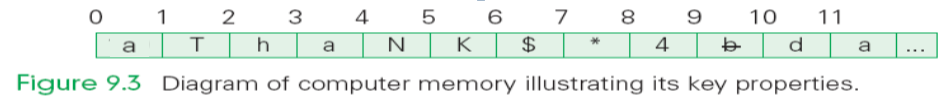 0 1 2 3 4 5 6 7 8 9 10 11
a T h a N K $ * 4 b d a ...
Figure 9.3 Diagram of computer memory illustrating its key properties.